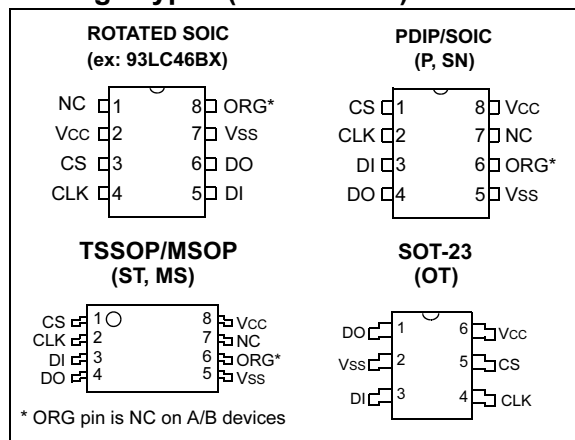 ROTATED SOIC
(ex: 93LC46BX)
NC 1 8 ORG*
VCC 2 7 VSS
CS 3 6 DO
CLK 4 5 DI
PDIP/SOIC
(P, SN)
CS 1 8 VCC
CLK 2 7 NC
DI 3 6 ORG*
DO 4 5 VSS
TSSOP/MSOP
(ST, MS)
CS 1 8 VCC
CLK 2 7 NC
DI 3 6 ORG*
DO 4 5 VSS
SOT-23
(OT)
DO 1 6 VCC
VSS 2 5 CS
DI 3 4 CLK
* ORG pin is NC on A/B devices